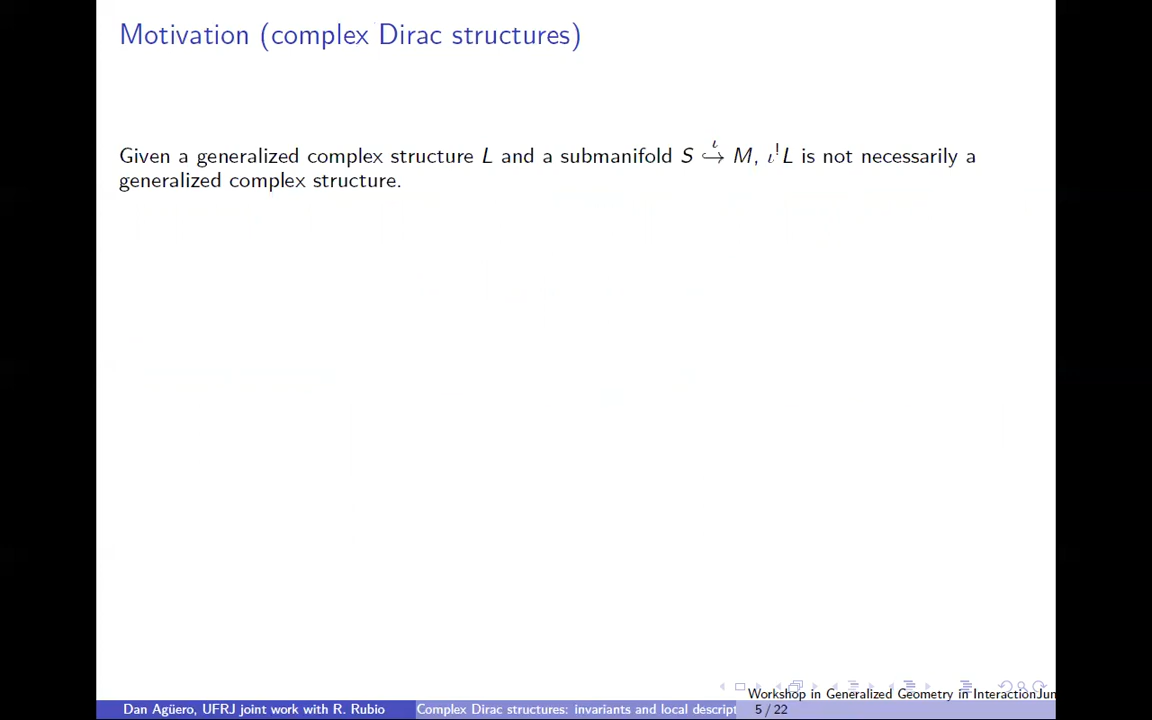 Motivation (complex Dirac structures)
Given a generalized complex structure L and a submanifold S ↪ι M, ι!L is not necessarily a
generalized complex structure.
Workshop in Generalized Geometry in InteractionJun
Dan Agüero, UFRJ joint work with R. Rubio
Complex Dirac structures: invariants and local descript
5 / 22